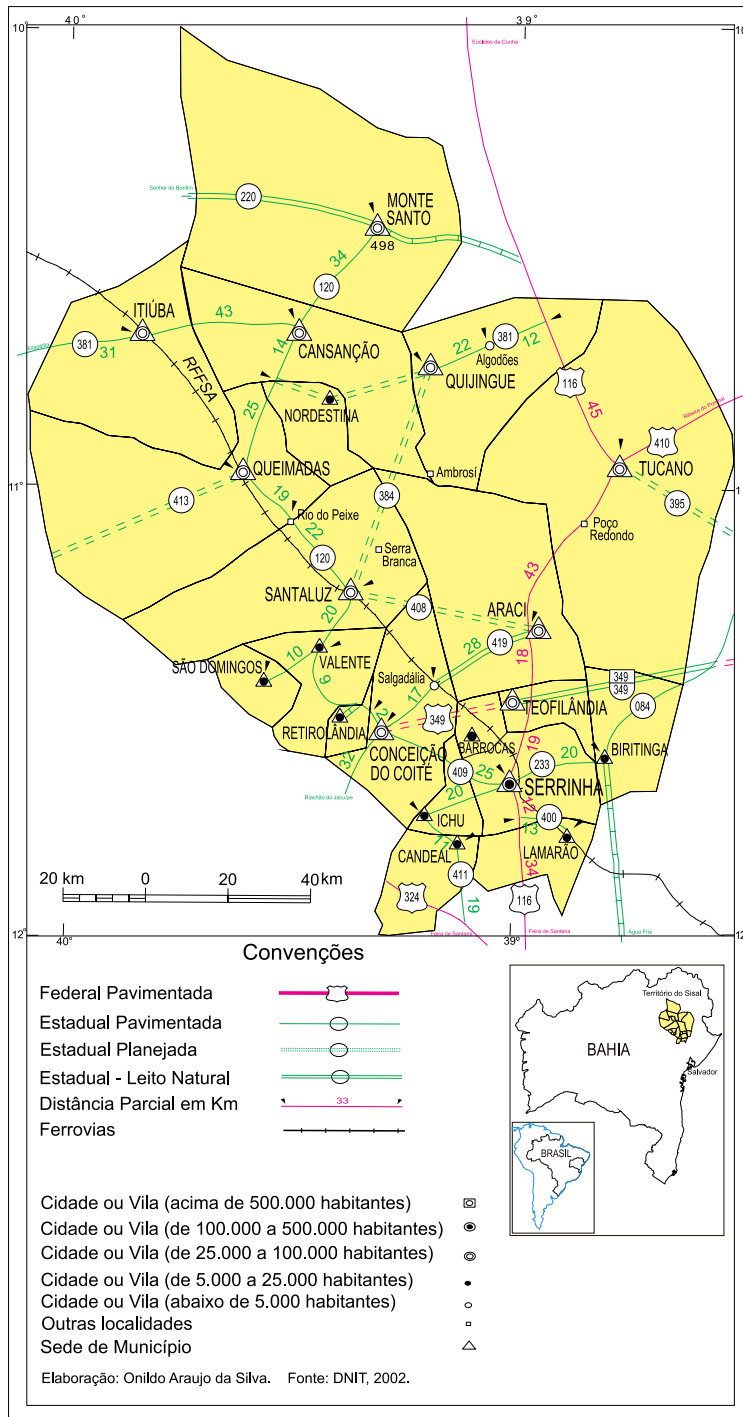 40°
39°
10°
10
Euclides da Cunha
Senhor do Bonfim
220
MONTE
SANTO
498
34
120
ITIÚBA
43
381
31
14
CANSANÇÃO
RFFSA
22
381
Algodões
12
QUIJINGUE
116
45
25
NORDESTINA
Ribeira do Pombal
410
TUCANO
QUEIMADAS
Ambrosí
11°
11
413
19
Rio do Peixe
384
395
22
Poço
Redondo
120
Serra
Branca
43
SANTALUZ
408
ARACI
20
419
28
18
10
VALENTE
SÃO DOMINGOS
9
Salgadália
17
349
349
084
RETIROLÂNDIA
2
349
TEOFILÂNDIA
32
CONCEIÇÃO
DO COITÉ
BARROCAS
19
20
BIRITINGA
409
25
233
Riachão do Jacuípe
20
SERRINHA
12
ICHU
13
400
11
CANDEAL
LAMARÃO
34
411
324
19
116
20 km
0
20
40km
Feira de Santana
Feira de Santana
Água Fria
12°
40°
39°
12
Convenções
Federal Pavimentada
Estadual Pavimentada
Estadual Planejada
Estadual - Leito Natural
Distância Parcial em Km
33
Ferrovias
Território do Sisal
BAHIA
Salvador
BRASIL
Cidade ou Vila (acima de 500.000 habitantes)
Cidade ou Vila (de 100.000 a 500.000 habitantes)
Cidade ou Vila (de 25.000 a 100.000 habitantes)
Cidade ou Vila (de 5.000 a 25.000 habitantes)
Cidade ou Vila (abaixo de 5.000 habitantes)
Outras localidades
Sede de Município
Elaboração: Onildo Araujo da Silva. Fonte: DNIT, 2002.